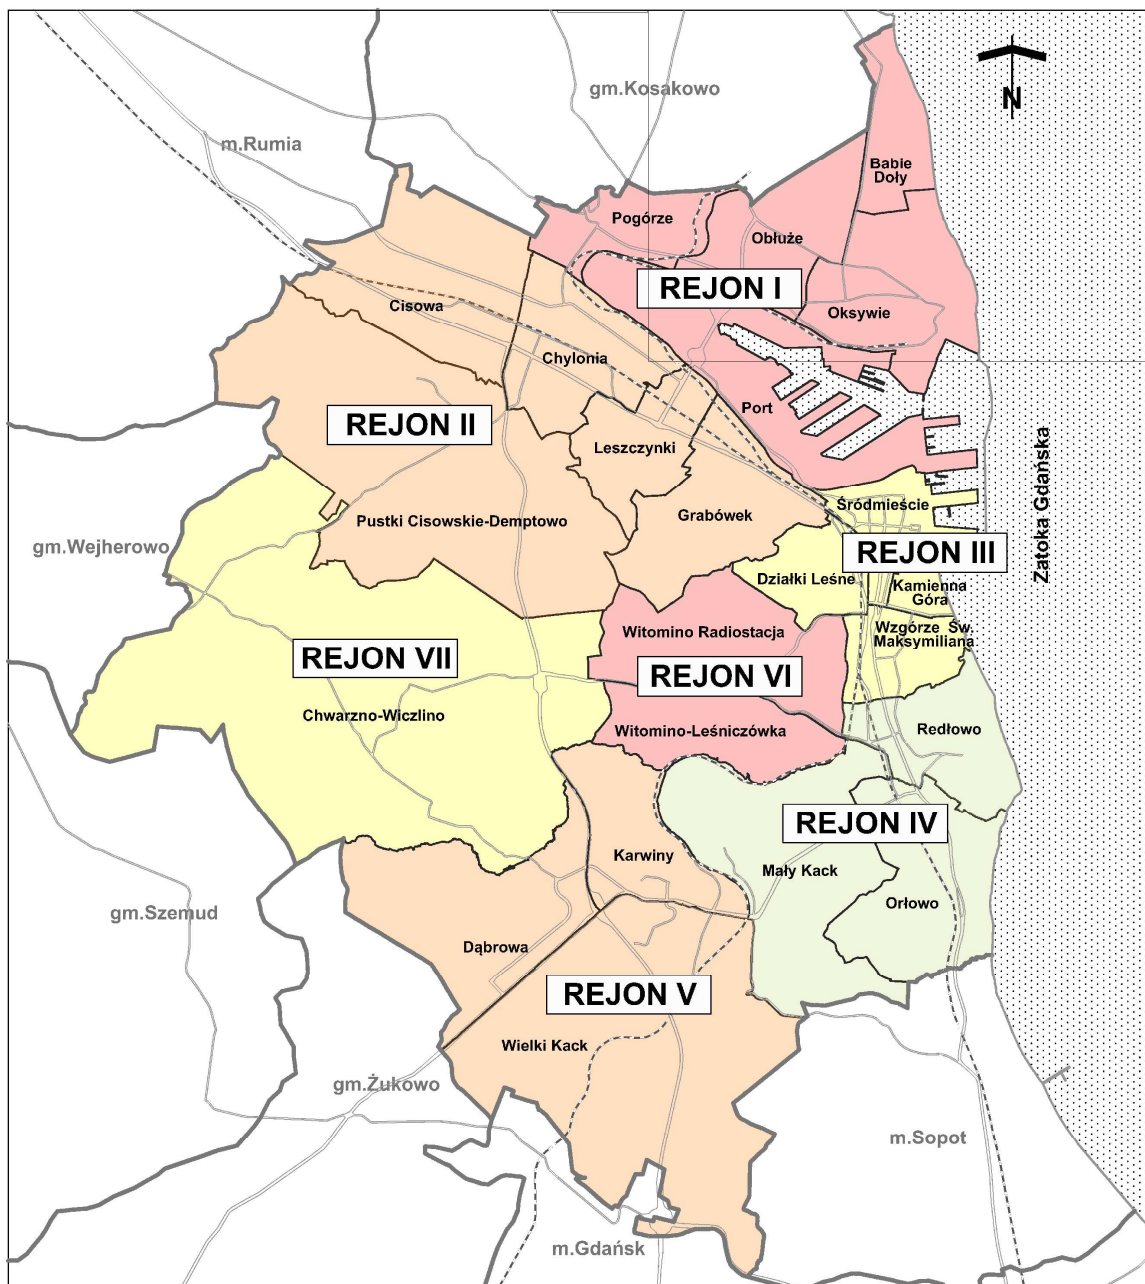 gm.Kosakowo
N
m.Rumia
Babie
Doły
Pogórze
Obłuże
REJON I
Cisowa
Oksywie
Chylonia
Port
REJON II
Leszczynki
Śródmieście
Grabówek
Pustki Cisowskie-Demptowo
Zatoka Gdańska
gm.Wejherowo
REJON III
Działki Leśne
Kamienna
Góra
Witomino Radiostacja
Wzgórze Św.
Maksymiliana
REJON VII
REJON VI
Chwarzno-Wiczlino
Witomino-Leśniczówka
Redłowo
REJON IV
Karwiny
Mały Kack
gm.Szemud
Orłowo
Dąbrowa
REJON V
Wielki Kack
gm.Żukowo
m.Sopot
m.Gdańsk